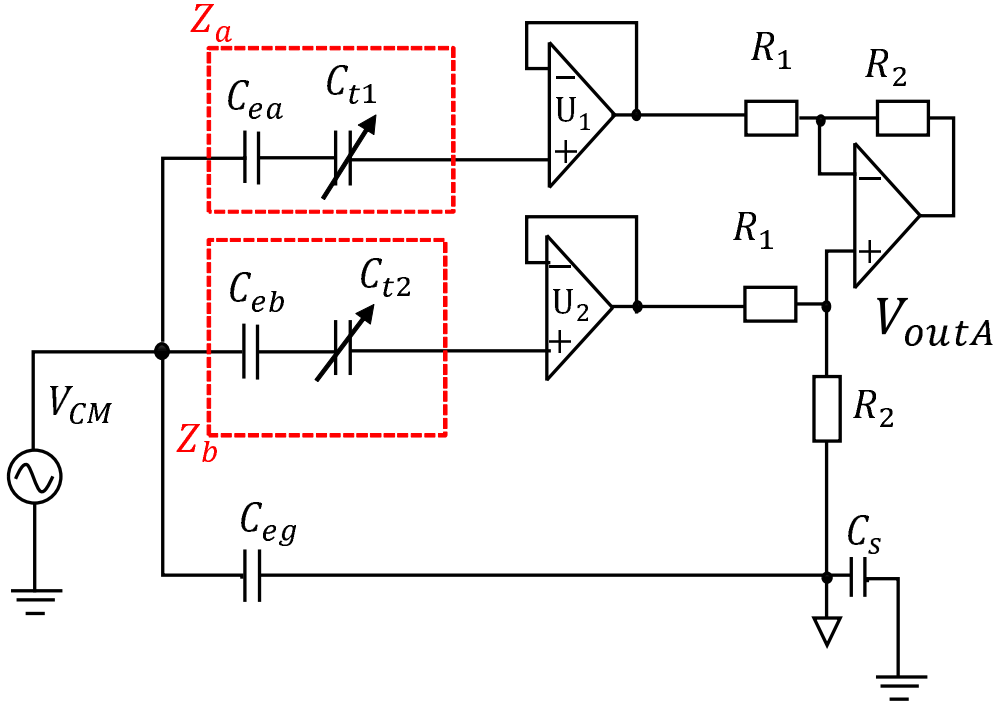 Z_a
C_ea
C_t1
−
U_1
+
R_1
R_2
−
+
V_outA
Z_b
C_eb
C_t2
−
U_2
+
R_1
R_2
V_CM
C_eg
C_s